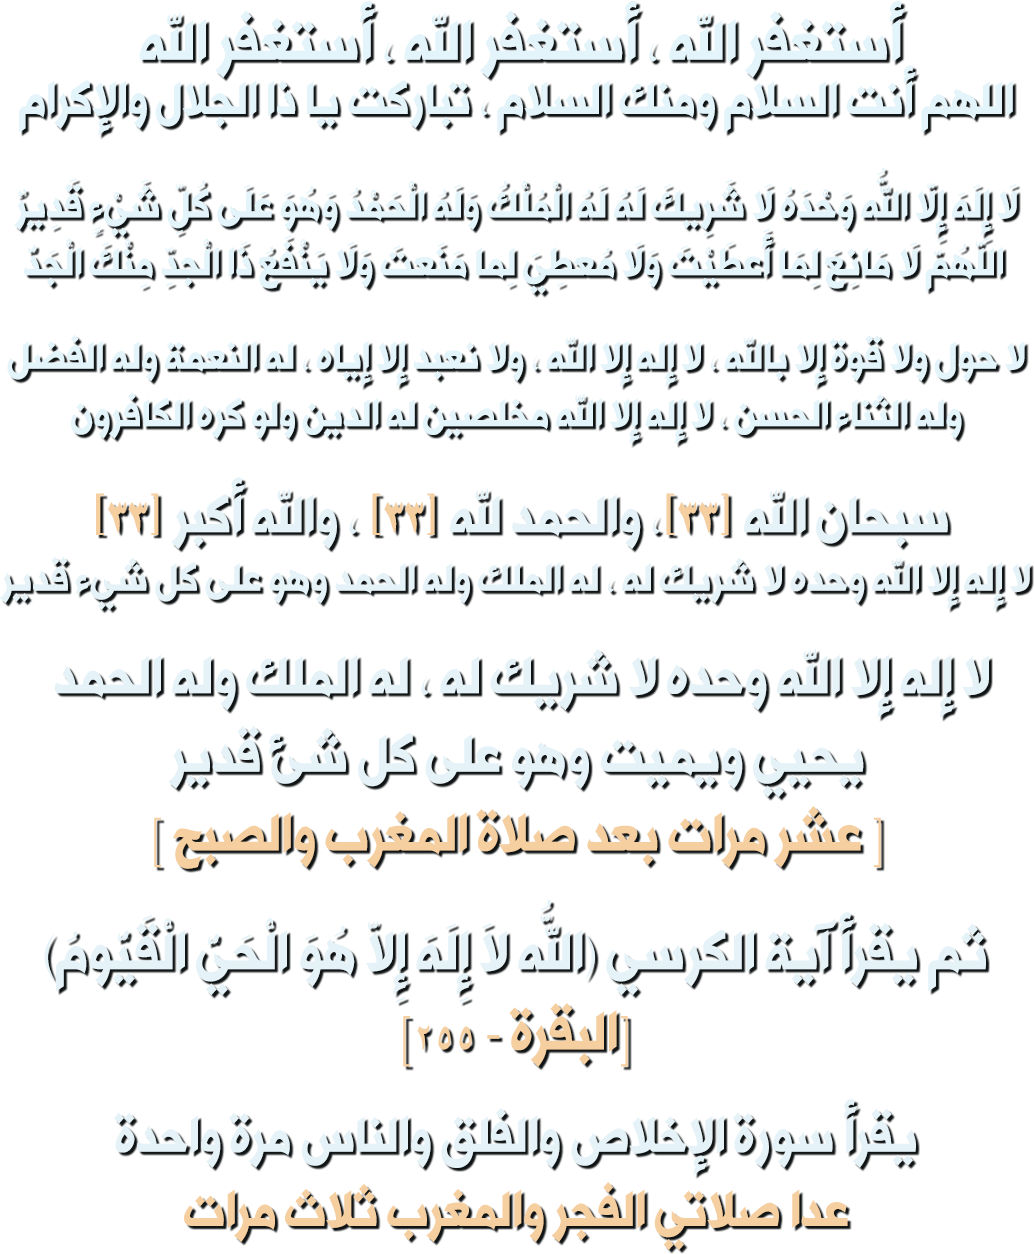 أستغفر الله ، أستغفر الله ، أستغفر الله
اللهم أنت السلام ومنك السلام ، تباركت يا ذا الجلال والإكرام
لَا إِلَهَ إِلّا اللَّه وَحْدَهُ لَا شَرِيكَ لَهُ لَهُ الْمُلْكُ وَلَهُ الْحَمْدُ وَهُوَ عَلَى كُلِّ شَيْءٍ قَدِيرٌ
اللّهُمّ لَا مَانِعَ لِمَا أَعطَيْتَ وَلَا مُعطِيَ لِما مَنَعتَ وَلَا يَنْفَعُ ذَا الْجدِّ مِنْكَ الْجَدّ
لا حول ولا قوة إلا بالله ، لا إله إلا الله ، ولا نعبد إلا إياه ، له النعمة وله الفضل
وله الثناء الحسن ، لا إله إلا الله مخلصين له الدين ولو كره الكافرون
سبحان الله [٣٣]، والحمد لله [٣٣] ، والله أكبر [٣٣]
لا إله إلا الله وحده لا شريك له ، له الملك وله الحمد وهو على كل شيء قدير
لا إله إلا الله وحده لا شريك له ، له الملك وله الحمد
يحيي ويميت وهو على كل شئ قدير
[ عشر مرات بعد صلاة المغرب والصبح ]
ثم يقرأ آية الكرسي (اللَّه لاَ إِلَهَ إِلاّ هُوَ الْحَيّ الْقَيّومُ)
[البقرة - ٢٥٥]
يقرأ سورة الإخلاص والفلق والناس مرة واحدة
عدا صلاتي الفجر والمغرب ثلاث مرات